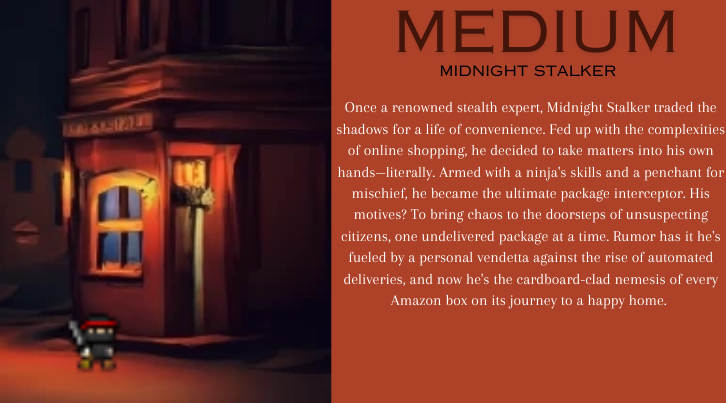 MEDIUM
MIDNIGHT STALKER
Once a renowned stealth expert, Midnight Stalker traded the
shadows for a life of convenience. Fed up with the complexities
of online shopping, he decided to take matters into his own
hands—literally. Armed with a ninja's skills and a penchant for
mischief, he became the ultimate package interceptor. His
motives? To bring chaos to the doorsteps of unsuspecting
citizens, one undelivered package at a time. Rumor has it he's
fueled by a personal vendetta against the rise of automated
deliveries, and now he's the cardboard-clad nemesis of every
Amazon box on its journey to a happy home.